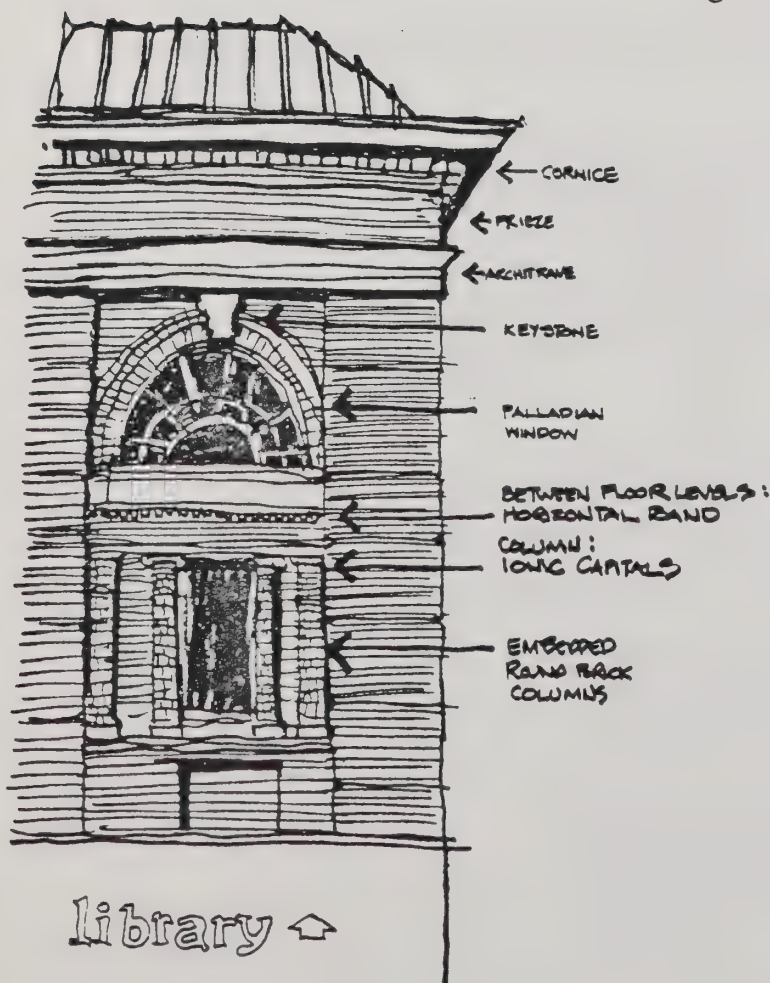 CORNICE
FRIEZE
ARCHITRAVE
KEYSTONE
PALLADIAN
WINDOW
BETWEEN FLOOR LEVELS:
HORIZONTAL BAND
COLUMN:
IONIC CAPITALS
EMBEDDED
ROUND BRICK
COLUMNS
library